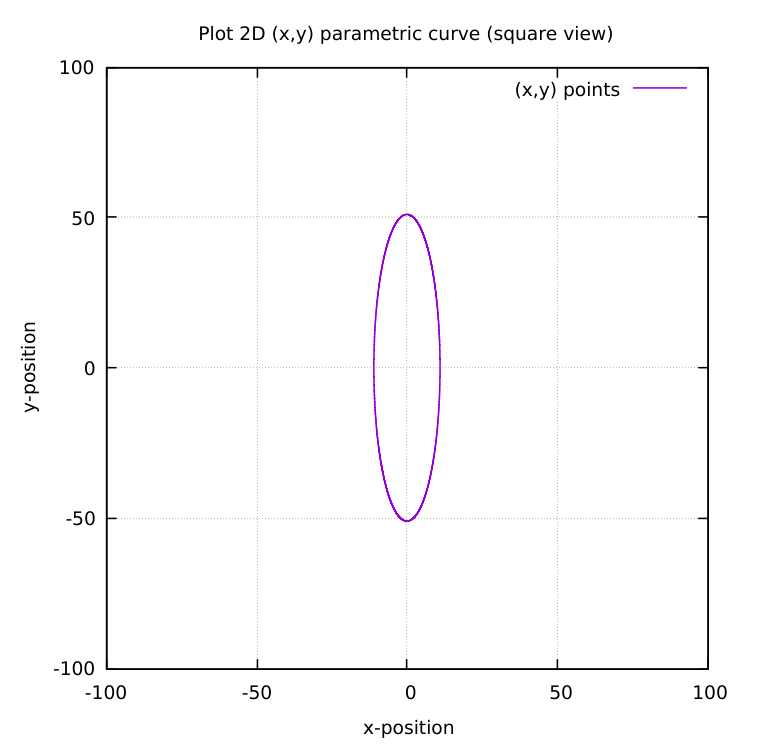 Plot 2D (x,y) parametric curve (square view)
100
(x,y) points
50
y-position
0
-50
-100
-100 -50 0 50 100
x-position